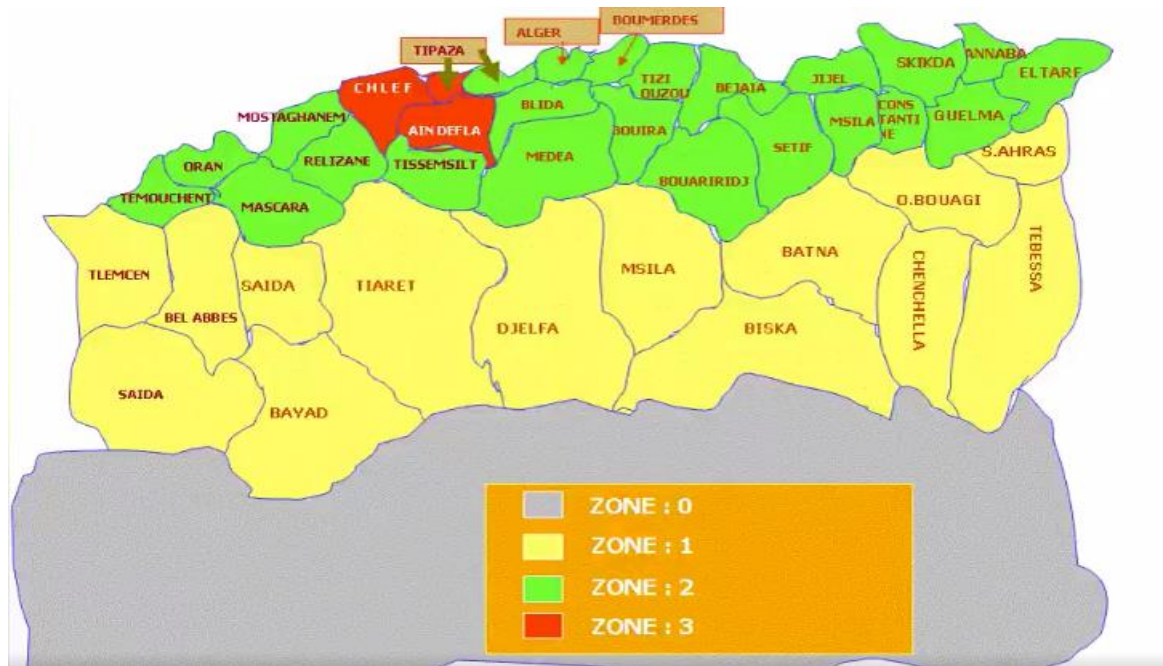 BOUMERDES
ALGER
TIPAZA
CHLEF
AIN DEFLA
MOSTAGHANEM
ORAN
RELIZANE
TEMOUCHENT
MASCARA
TISSEMSILT
BLIDA
MEDEA
TIZI
OUZOU
BOUIRA
BEJAIA
BOUARIRIDJ
SETIF
JIJEL
MSILA
CONS
TANTI
NE
SKIKDA
ANNABA
ELTARF
GUELMA
S.AHRAS
O.BOUAGI
TEBESSA
CHENCHELLA
BATNA
BISKA
MSILA
DJELFA
TIARET
SAIDA
BEL ABBES
TLEMCEN
SAIDA
BAYAD
ZONE : 0
ZONE : 1
ZONE : 2
ZONE : 3